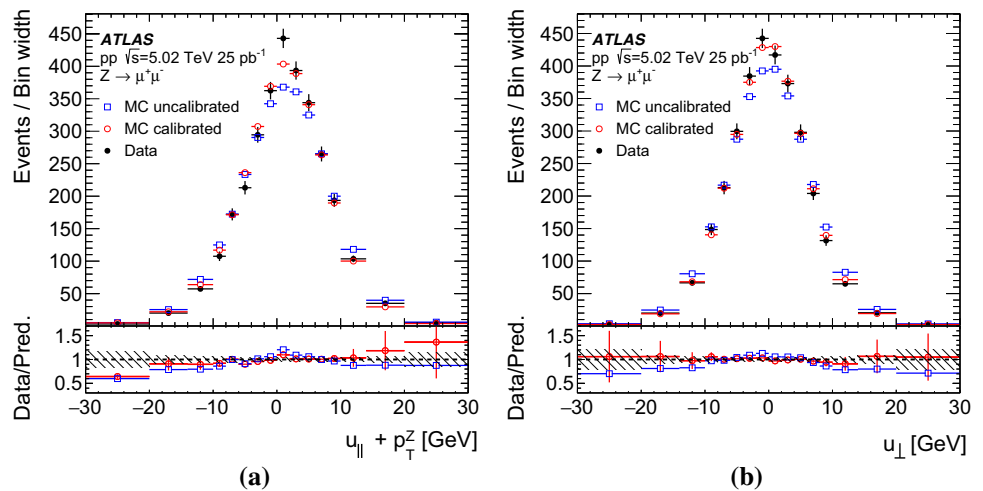 Events / Bin width
450
400
350
300
250
200
150
100
50
ATLAS
pp √s=5.02 TeV 25 pb⁻¹
Z → μ⁺μ⁻
MC uncalibrated
MC calibrated
Data
Data/Pred.
1.5
1
0.5
−30 −20 −10 0 10 20 30
u∥ + p_T^Z [GeV]
(a)
Events / Bin width
450
400
350
300
250
200
150
100
50
ATLAS
pp √s=5.02 TeV 25 pb⁻¹
Z → μ⁺μ⁻
MC uncalibrated
MC calibrated
Data
Data/Pred.
1.5
1
0.5
−30 −20 −10 0 10 20 30
u⊥ [GeV]
(b)